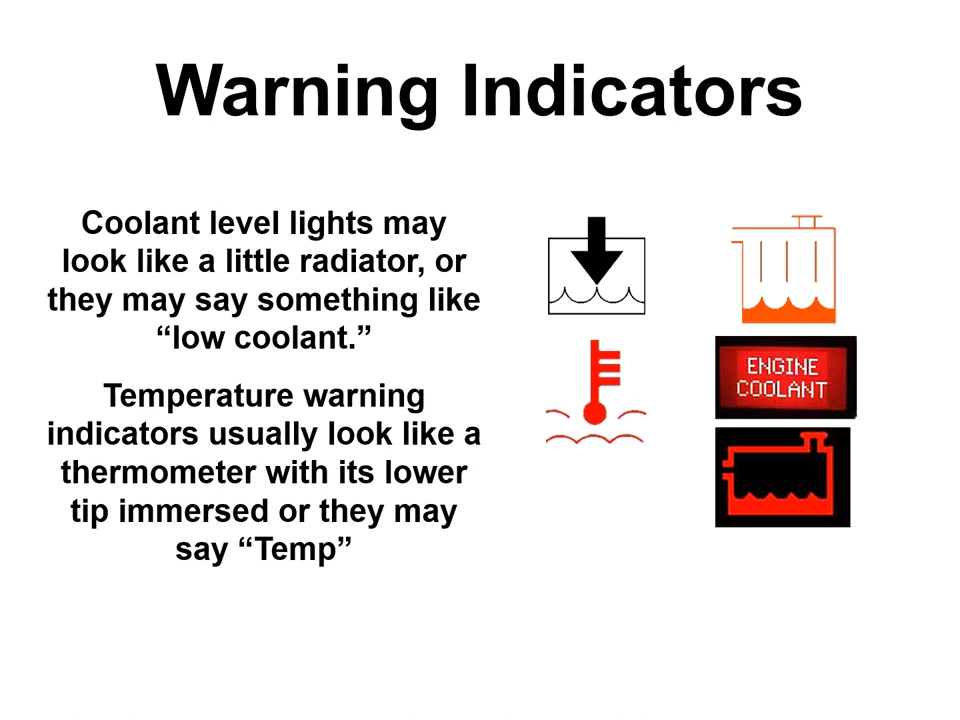 Warning Indicators
Coolant level lights may
look like a little radiator, or
they may say something like
“low coolant.”
Temperature warning
indicators usually look like a
thermometer with its lower
tip immersed or they may
say “Temp”
ENGINE
COOLANT